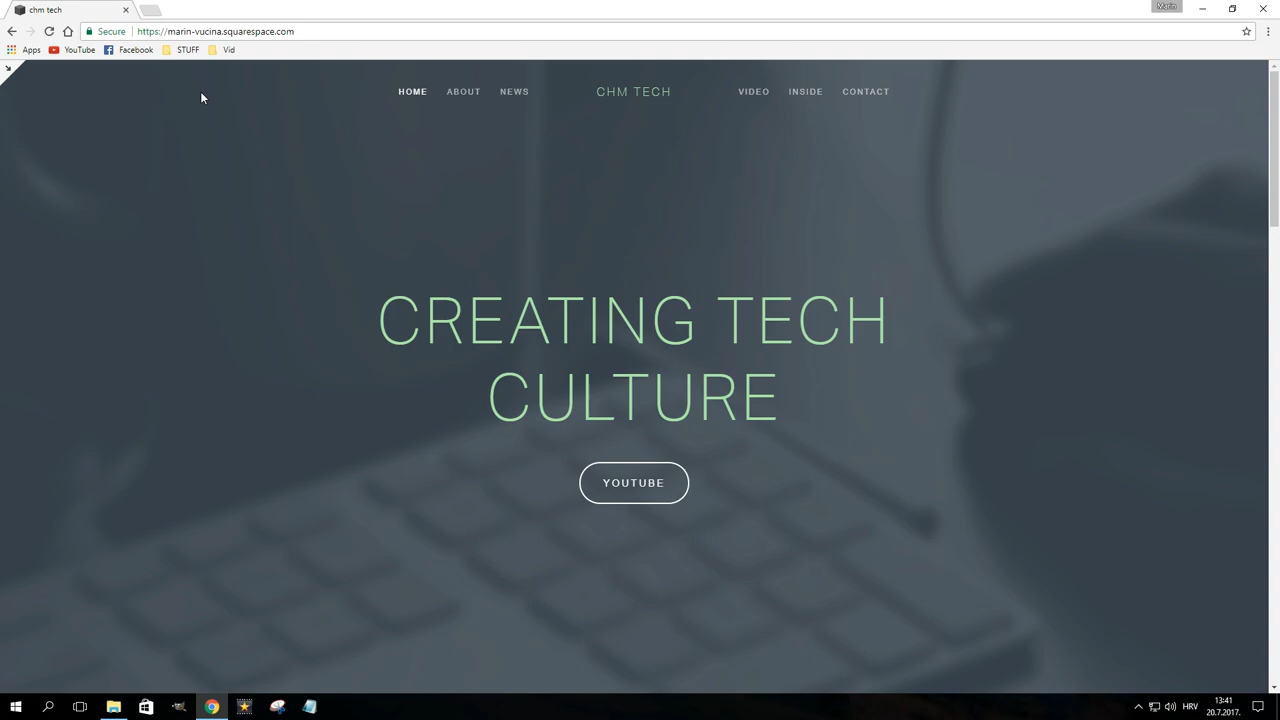 chm tech
Marin
Secure https://marin-vucina.squarespace.com
Apps YouTube Facebook STUFF Vid
HOME ABOUT NEWS CHM TECH VIDEO INSIDE CONTACT
CREATING TECH
CULTURE
YOUTUBE
HRV
13:41
20.7.2017.